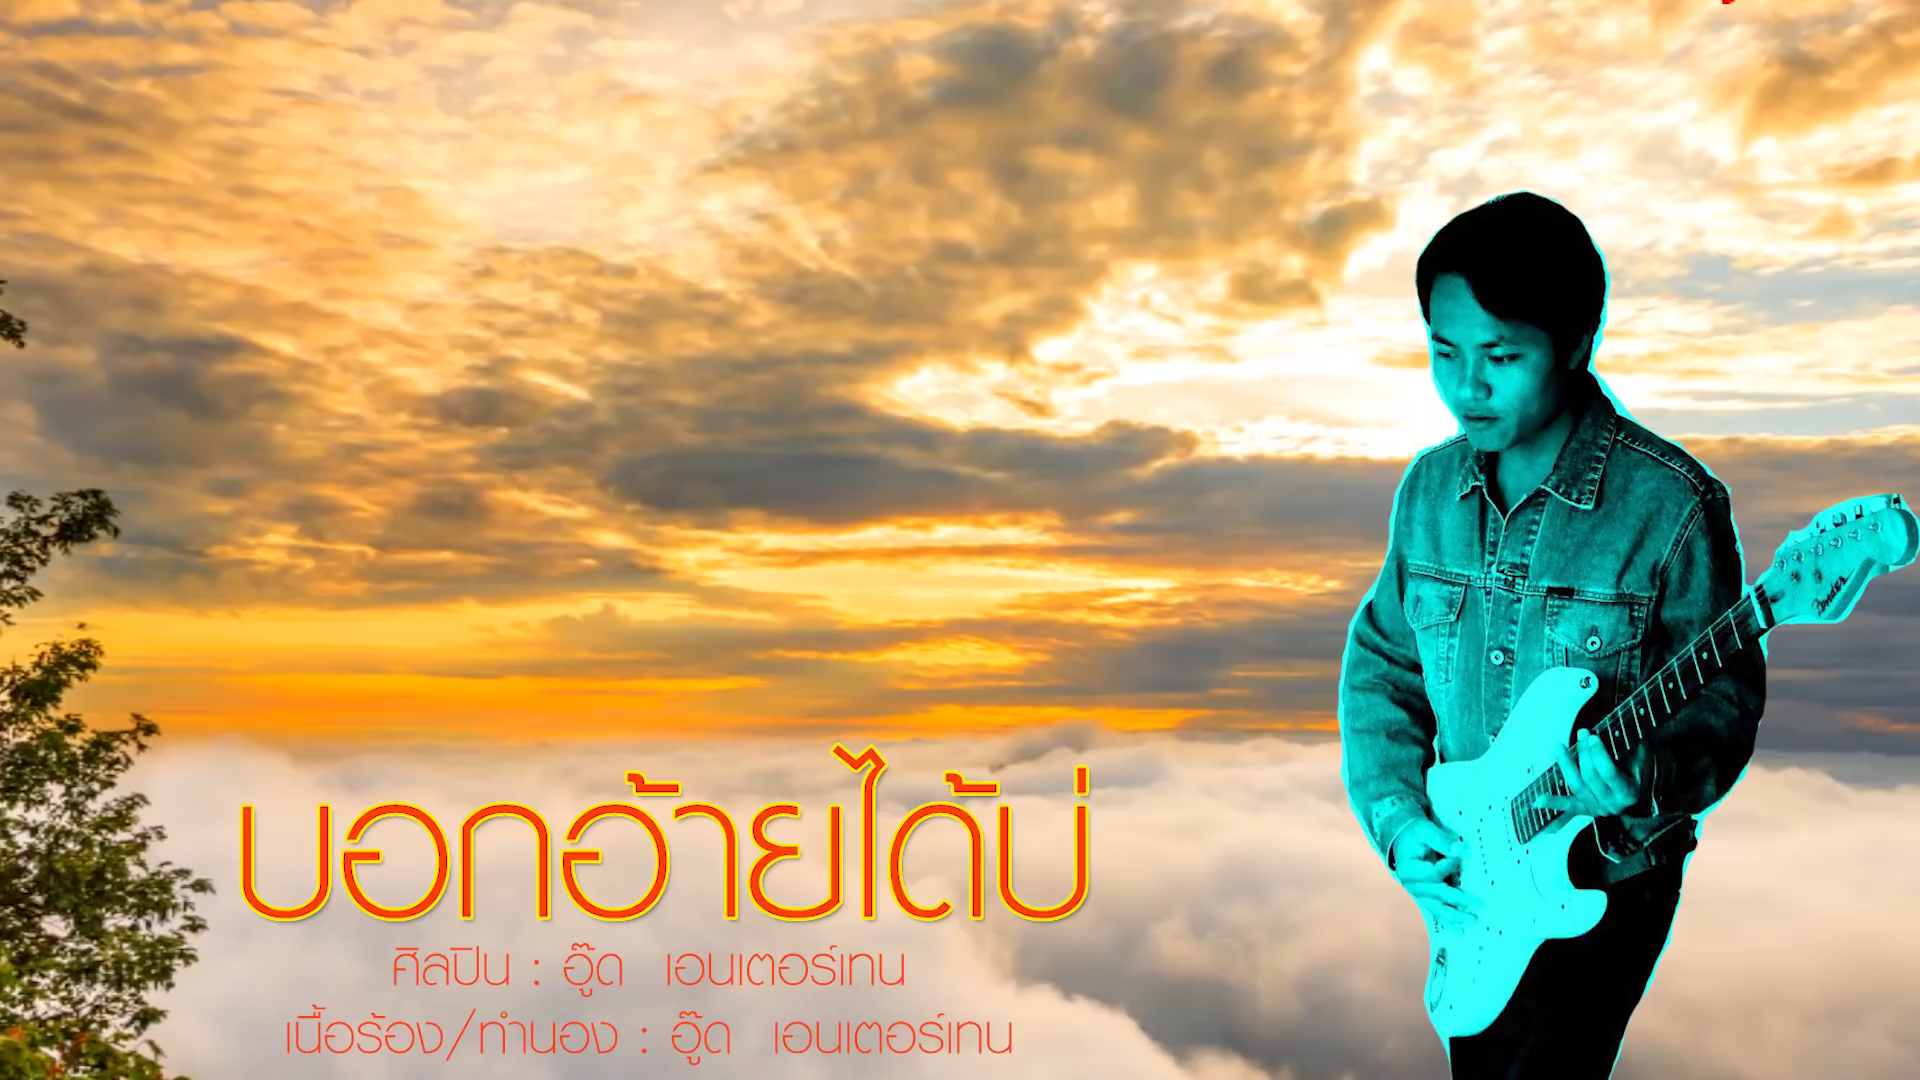 Fender
บอกอ้ายได้บ่
ศิลปิน : อู๊ด เอนเตอร์เทน
เนื้อร้อง/ทำนอง : อู๊ด เอนเตอร์เทน